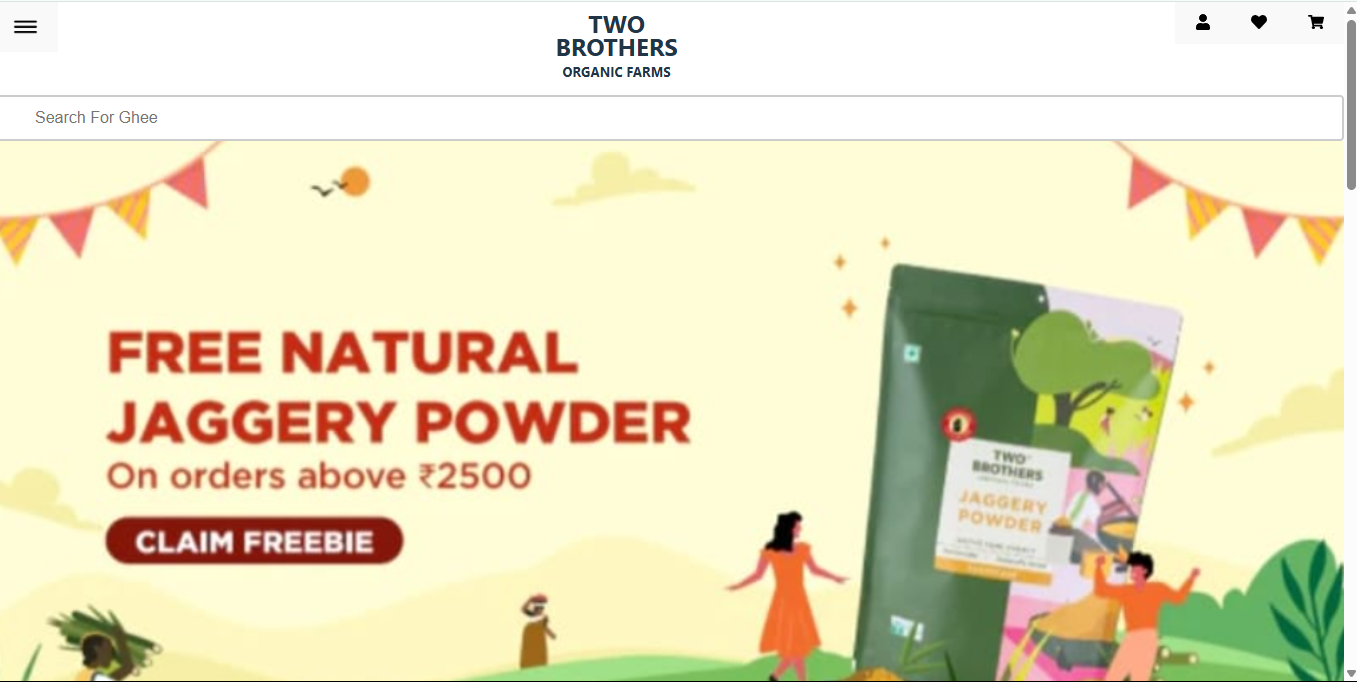 TWO
BROTHERS
ORGANIC FARMS
Search For Ghee
FREE NATURAL
JAGGERY POWDER
On orders above ₹2500
CLAIM FREEBIE
TWO
BROTHERS
JAGGERY
POWDER